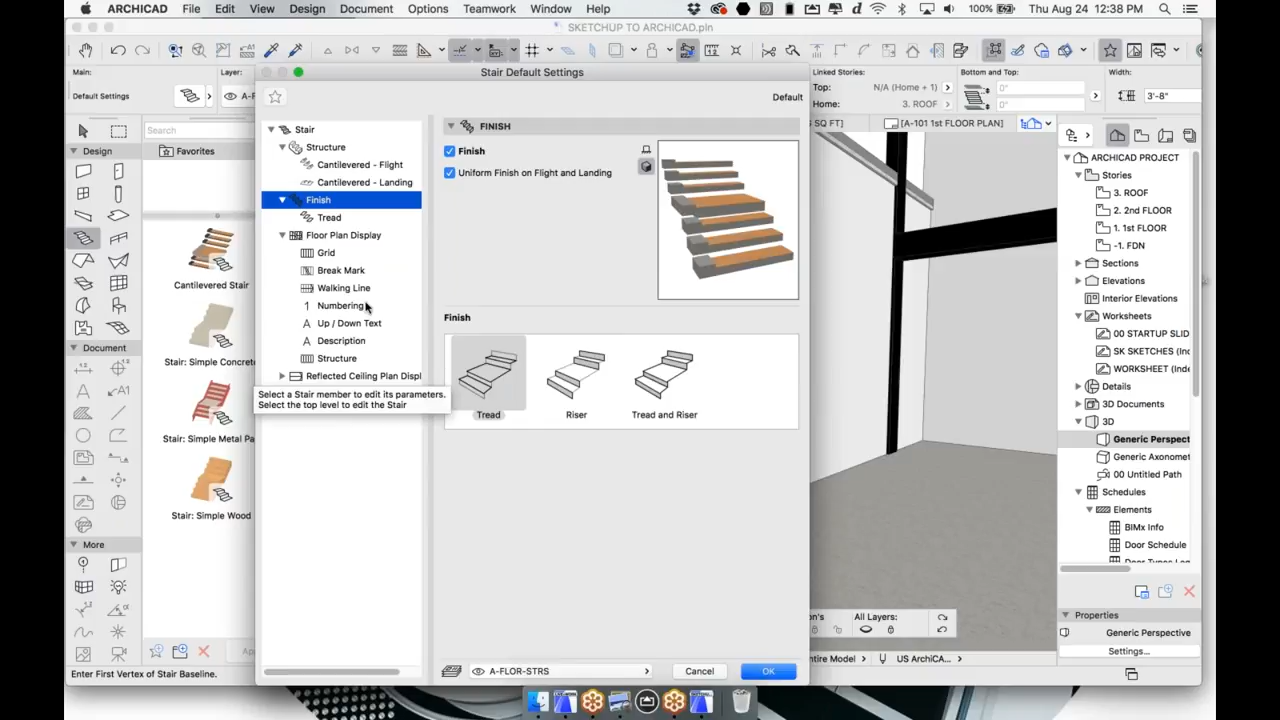 ARCHICAD File Edit View Design Document Options Teamwork Window Help
100% Thu Aug 24 12:38 PM
SKETCHUP TO ARCHICAD.pln
Main:
Layer:
Default Settings
Linked Stories:
Top: N/A (Home + 1)
Home: 3. ROOF
Bottom and Top:
0"
0"
Width:
3'-8"
Stair Default Settings
Default
SQ FT]
[A-101 1st FLOOR PLAN]
Search
Favorites
Design
Cantilevered Stair
Stair: Simple Concret
Stair: Simple Metal Pa
Stair: Simple Wood
Document
More
Stair
Structure
Cantilevered - Flight
Cantilevered - Landing
Finish
Tread
Floor Plan Display
Grid
Break Mark
Walking Line
1 Numbering
A Up / Down Text
A Description
Structure
Reflected Ceiling Plan Displ
Select a Stair member to edit its parameters.
Select the top level to edit the Stair
FINISH
Finish
Uniform Finish on Flight and Landing
Finish
Tread
Riser
Tread and Riser
A-FLOR-STRS
Cancel
OK
ARCHICAD PROJECT
Stories
3. ROOF
2. 2nd FLOOR
1. 1st FLOOR
-1. FDN
Sections
Elevations
Interior Elevations
Worksheets
00 STARTUP SLID
SK SKETCHES (Ind
WORKSHEET (Inde
Details
3D Documents
3D
Generic Perspect
Generic Axonomet
00 Untitled Path
Schedules
Elements
BIMx Info
Door Schedule
Properties
Generic Perspective
Settings...
on's
All Layers:
ntire Model
US ArchiCA...
Enter First Vertex of Stair Baseline.